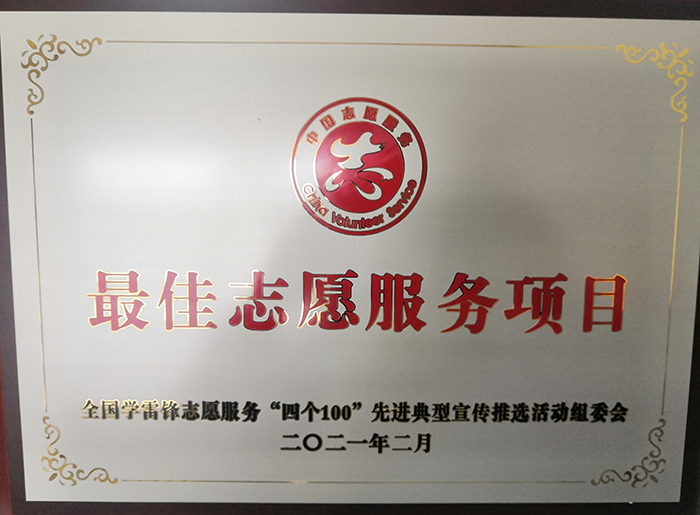 中国志愿服务
China Volunteer Service
最佳志愿服务项目
全国学雷锋志愿服务“四个100”先进典型宣传推选活动组委会
二〇二一年二月